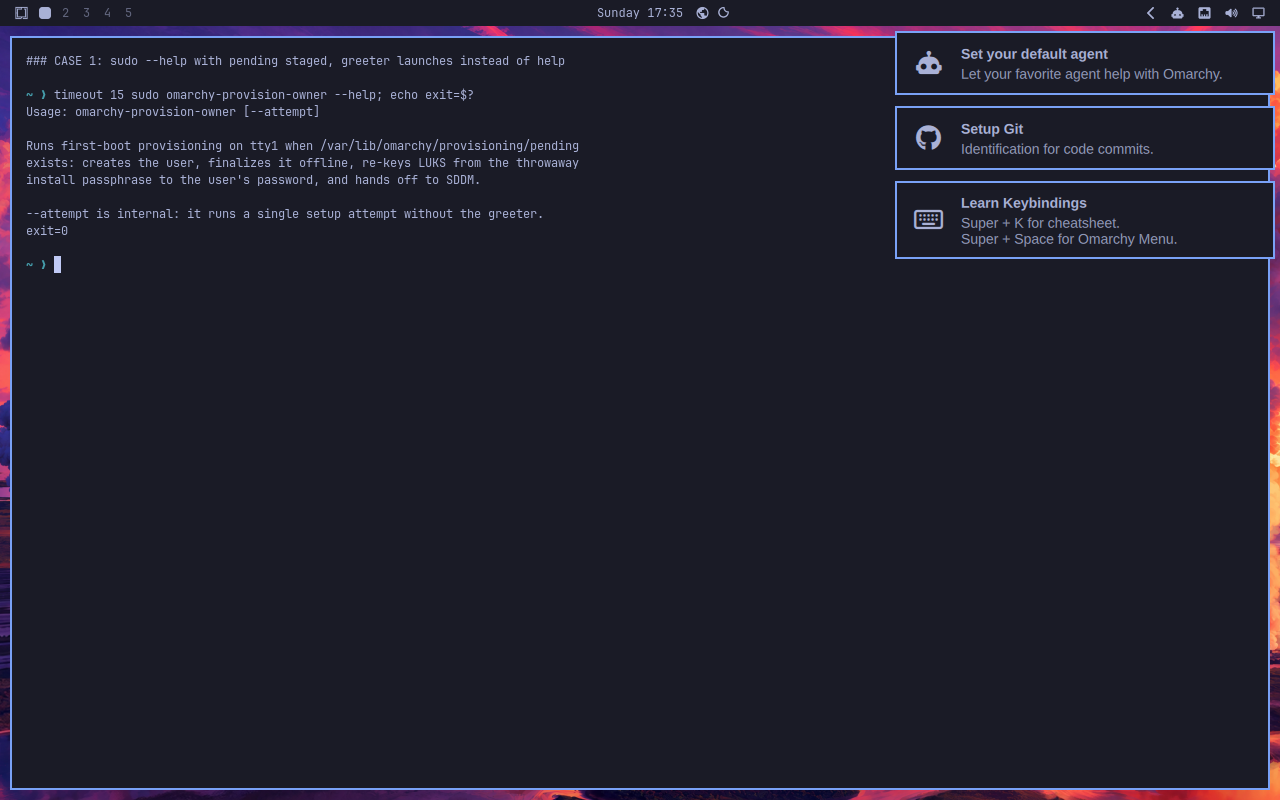 2 3 4 5
Sunday 17:35
### CASE 1: sudo --help with pending staged, greeter launches instead of help
~ ❯ timeout 15 sudo omarchy-provision-owner --help; echo exit=$?
Usage: omarchy-provision-owner [--attempt]
Runs first-boot provisioning on tty1 when /var/lib/omarchy/provisioning/pending
exists: creates the user, finalizes it offline, re-keys LUKS from the throwaway
install passphrase to the user's password, and hands off to SDDM.
--attempt is internal: it runs a single setup attempt without the greeter.
exit=0
~ ❯
Set your default agent
Let your favorite agent help with Omarchy.
Setup Git
Identification for code commits.
Learn Keybindings
Super + K for cheatsheet.
Super + Space for Omarchy Menu.